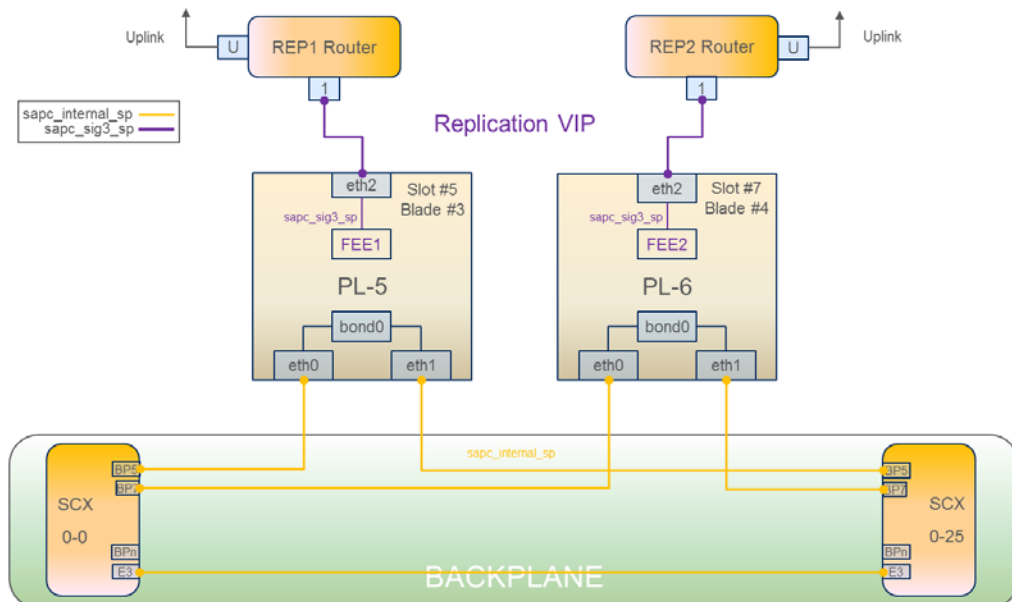 Uplink
U
REP1 Router
1
REP2 Router
U
1
Uplink
sapc_internal_sp
sapc_sig3_sp
Replication VIP
eth2
Slot #5
Blade #3
sapc_sig3_sp
FEE1
PL-5
bond0
eth0
eth1
eth2
Slot #7
Blade #4
sapc_sig3_sp
FEE2
PL-6
bond0
eth0
eth1
sapc_internal_sp
BP5
BP7
SCX
0-0
BPn
E3
BP5
BP7
SCX
0-25
BPn
E3
BACKPLANE